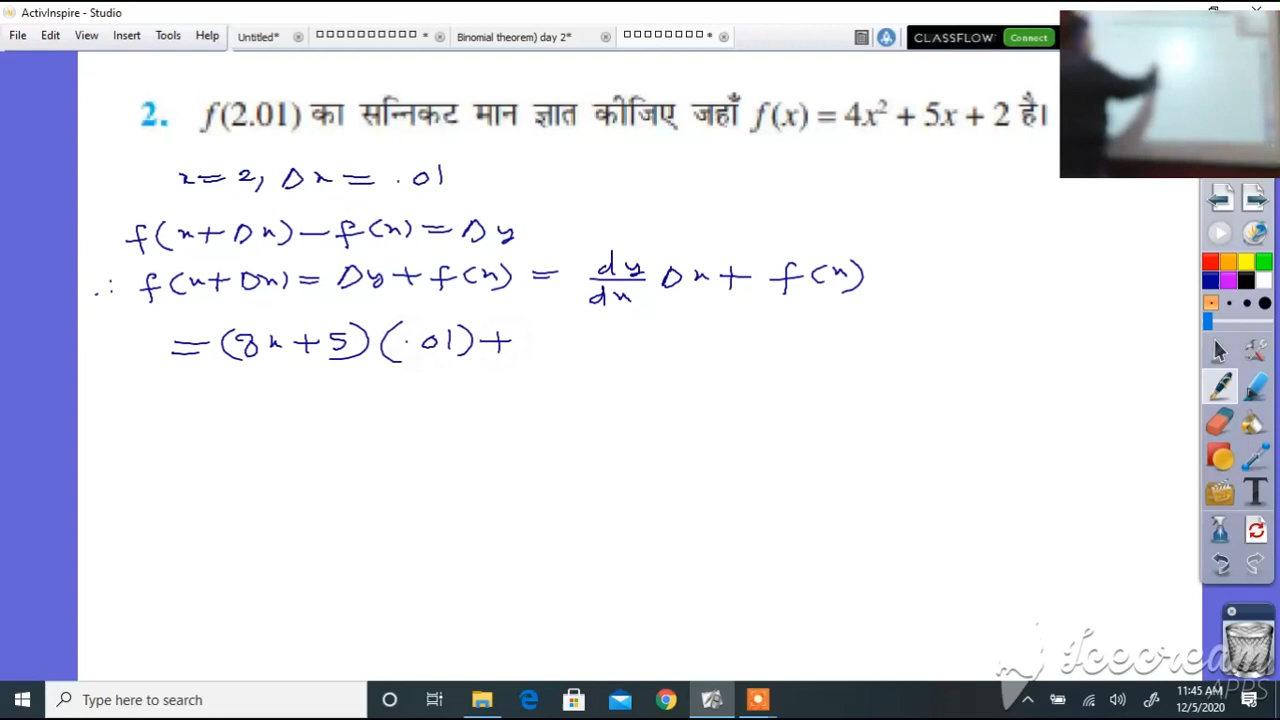 ActivInspire - Studio
File Edit View Insert Tools Help Untitled* Binomial theorem) day 2* CLASSFLOW Connect
2. f(2.01) का सन्निकट मान ज्ञात कीजिए जहाँ f(x) = 4x² + 5x + 2 है।
x = 2, Δx = .01
f(x+Δx) – f(x) = Δy
∴ f(x+Δx) = Δy + f(x) = dy/dx Δx + f(x)
= (8x + 5) (.01) +
T
Icecream
APPS
Type here to search
11:45 AM
12/5/2020